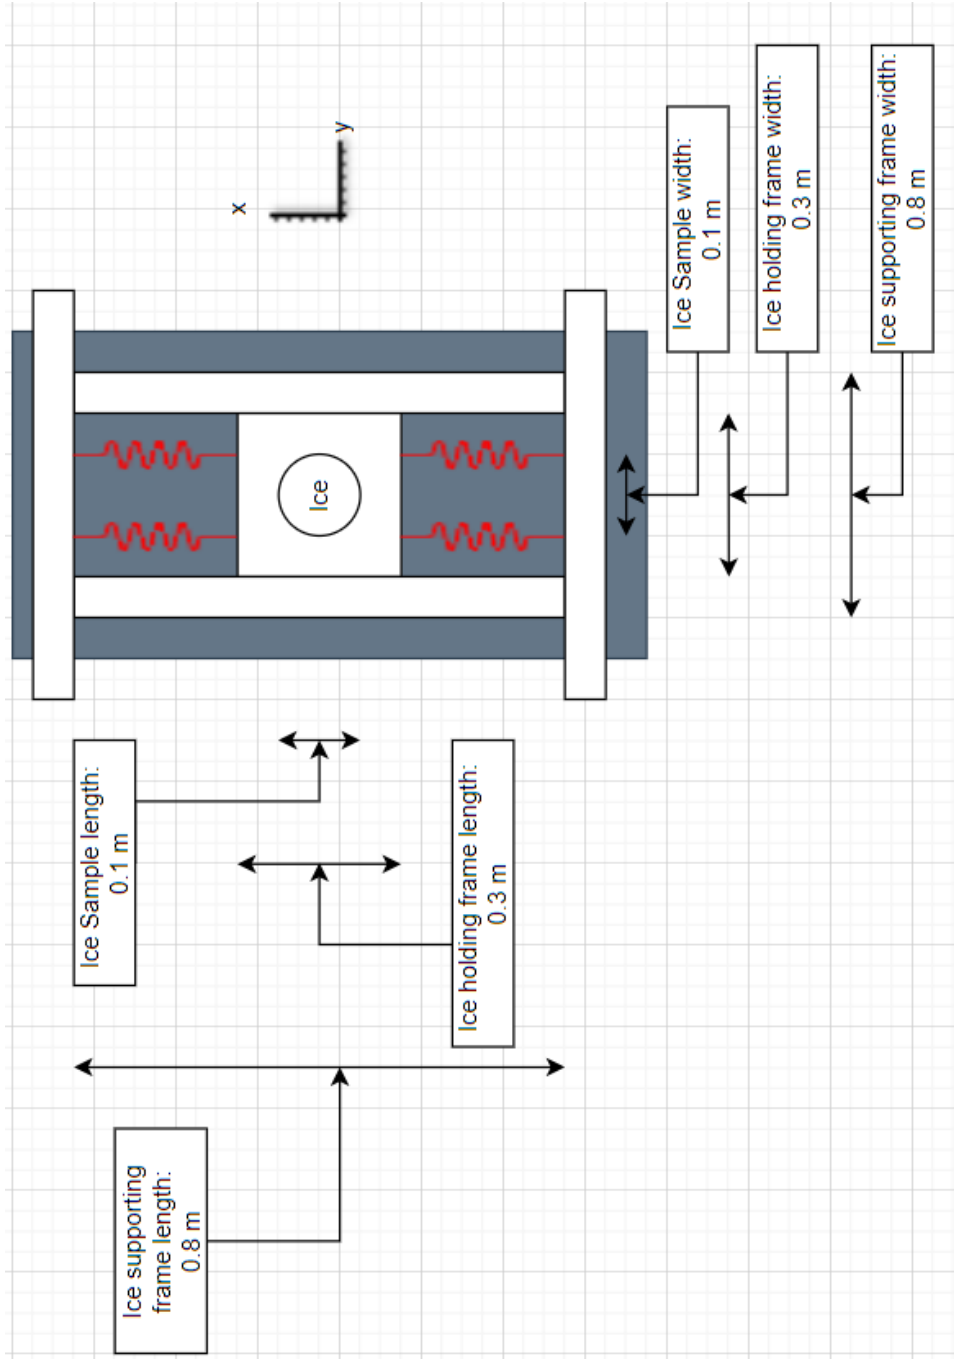 x
y
Ice
Ice Sample width:
0.1 m
Ice holding frame width:
0.3 m
Ice supporting frame width:
0.8 m
Ice Sample length:
0.1 m
Ice holding frame length:
0.3 m
Ice supporting
frame length:
0.8 m